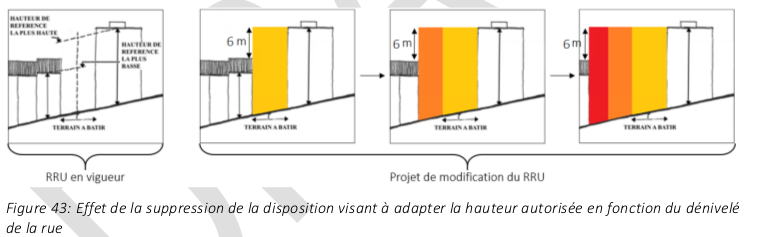 HAUTEUR DE
REFERENCE
LA PLUS HAUTE
HAUTEUR DE
REFERENCE
LA PLUS
BASSE
TERRAIN A BATIR
6 m
TERRAIN A BATIR
6 m
TERRAIN A BATIR
6 m
TERRAIN A BATIR
RRU en vigueur
Projet de modification du RRU
Figure 43: Effet de la suppression de la disposition visant à adapter la hauteur autorisée en fonction du dénivelé
de la rue